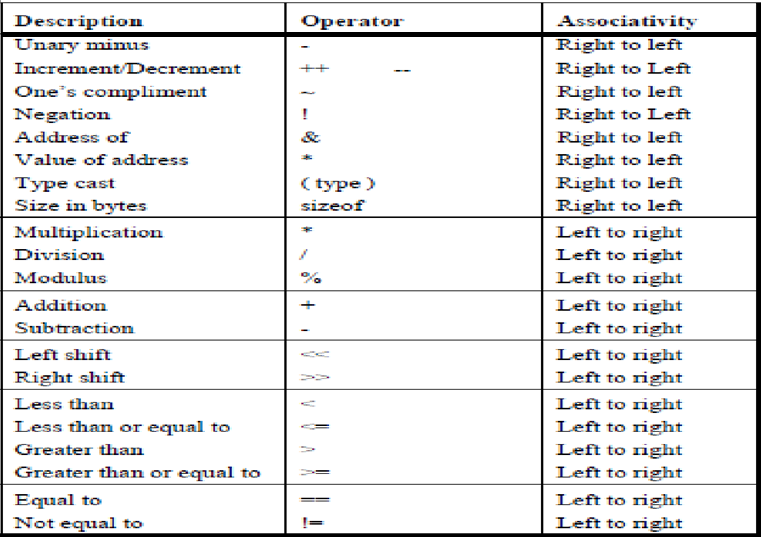 Description Operator Associativity
Unary minus - Right to left
Increment/Decrement ++ -- Right to Left
One's compliment ~ Right to left
Negation ! Right to Left
Address of & Right to left
Value of address * Right to left
Type cast ( type ) Right to left
Size in bytes sizeof Right to left
Multiplication * Left to right
Division / Left to right
Modulus % Left to right
Addition + Left to right
Subtraction - Left to right
Left shift << Left to right
Right shift >> Left to right
Less than < Left to right
Less than or equal to <= Left to right
Greater than > Left to right
Greater than or equal to >= Left to right
Equal to == Left to right
Not equal to != Left to right